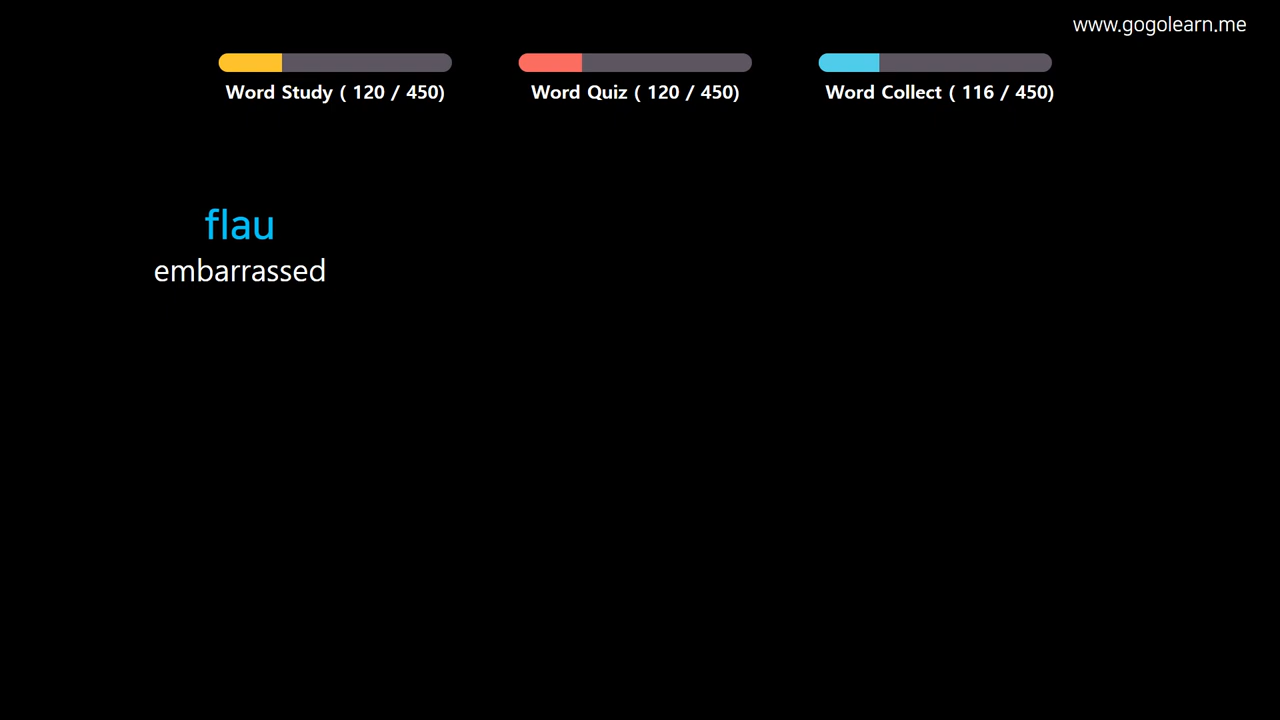 www.gogolearn.me
Word Study ( 120 / 450)
Word Quiz ( 120 / 450)
Word Collect ( 116 / 450)
flau
embarrassed